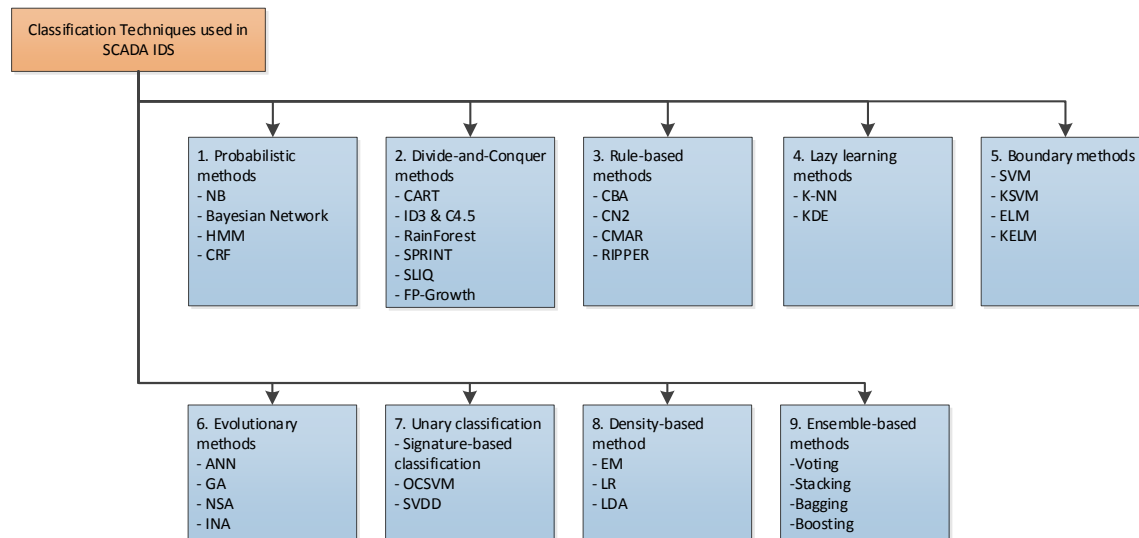 Classification Techniques used in
SCADA IDS
1. Probabilistic
methods
- NB
- Bayesian Network
- HMM
- CRF
2. Divide-and-Conquer
methods
- CART
- ID3 & C4.5
- RainForest
- SPRINT
- SLIQ
- FP-Growth
3. Rule-based
methods
- CBA
- CN2
- CMAR
- RIPPER
4. Lazy learning
methods
- K-NN
- KDE
5. Boundary methods
- SVM
- KSVM
- ELM
- KELM
6. Evolutionary
methods
- ANN
- GA
- NSA
- INA
7. Unary classification
- Signature-based
classification
- OCSVM
- SVDD
8. Density-based
method
- EM
- LR
- LDA
9. Ensemble-based
methods
-Voting
-Stacking
-Bagging
-Boosting